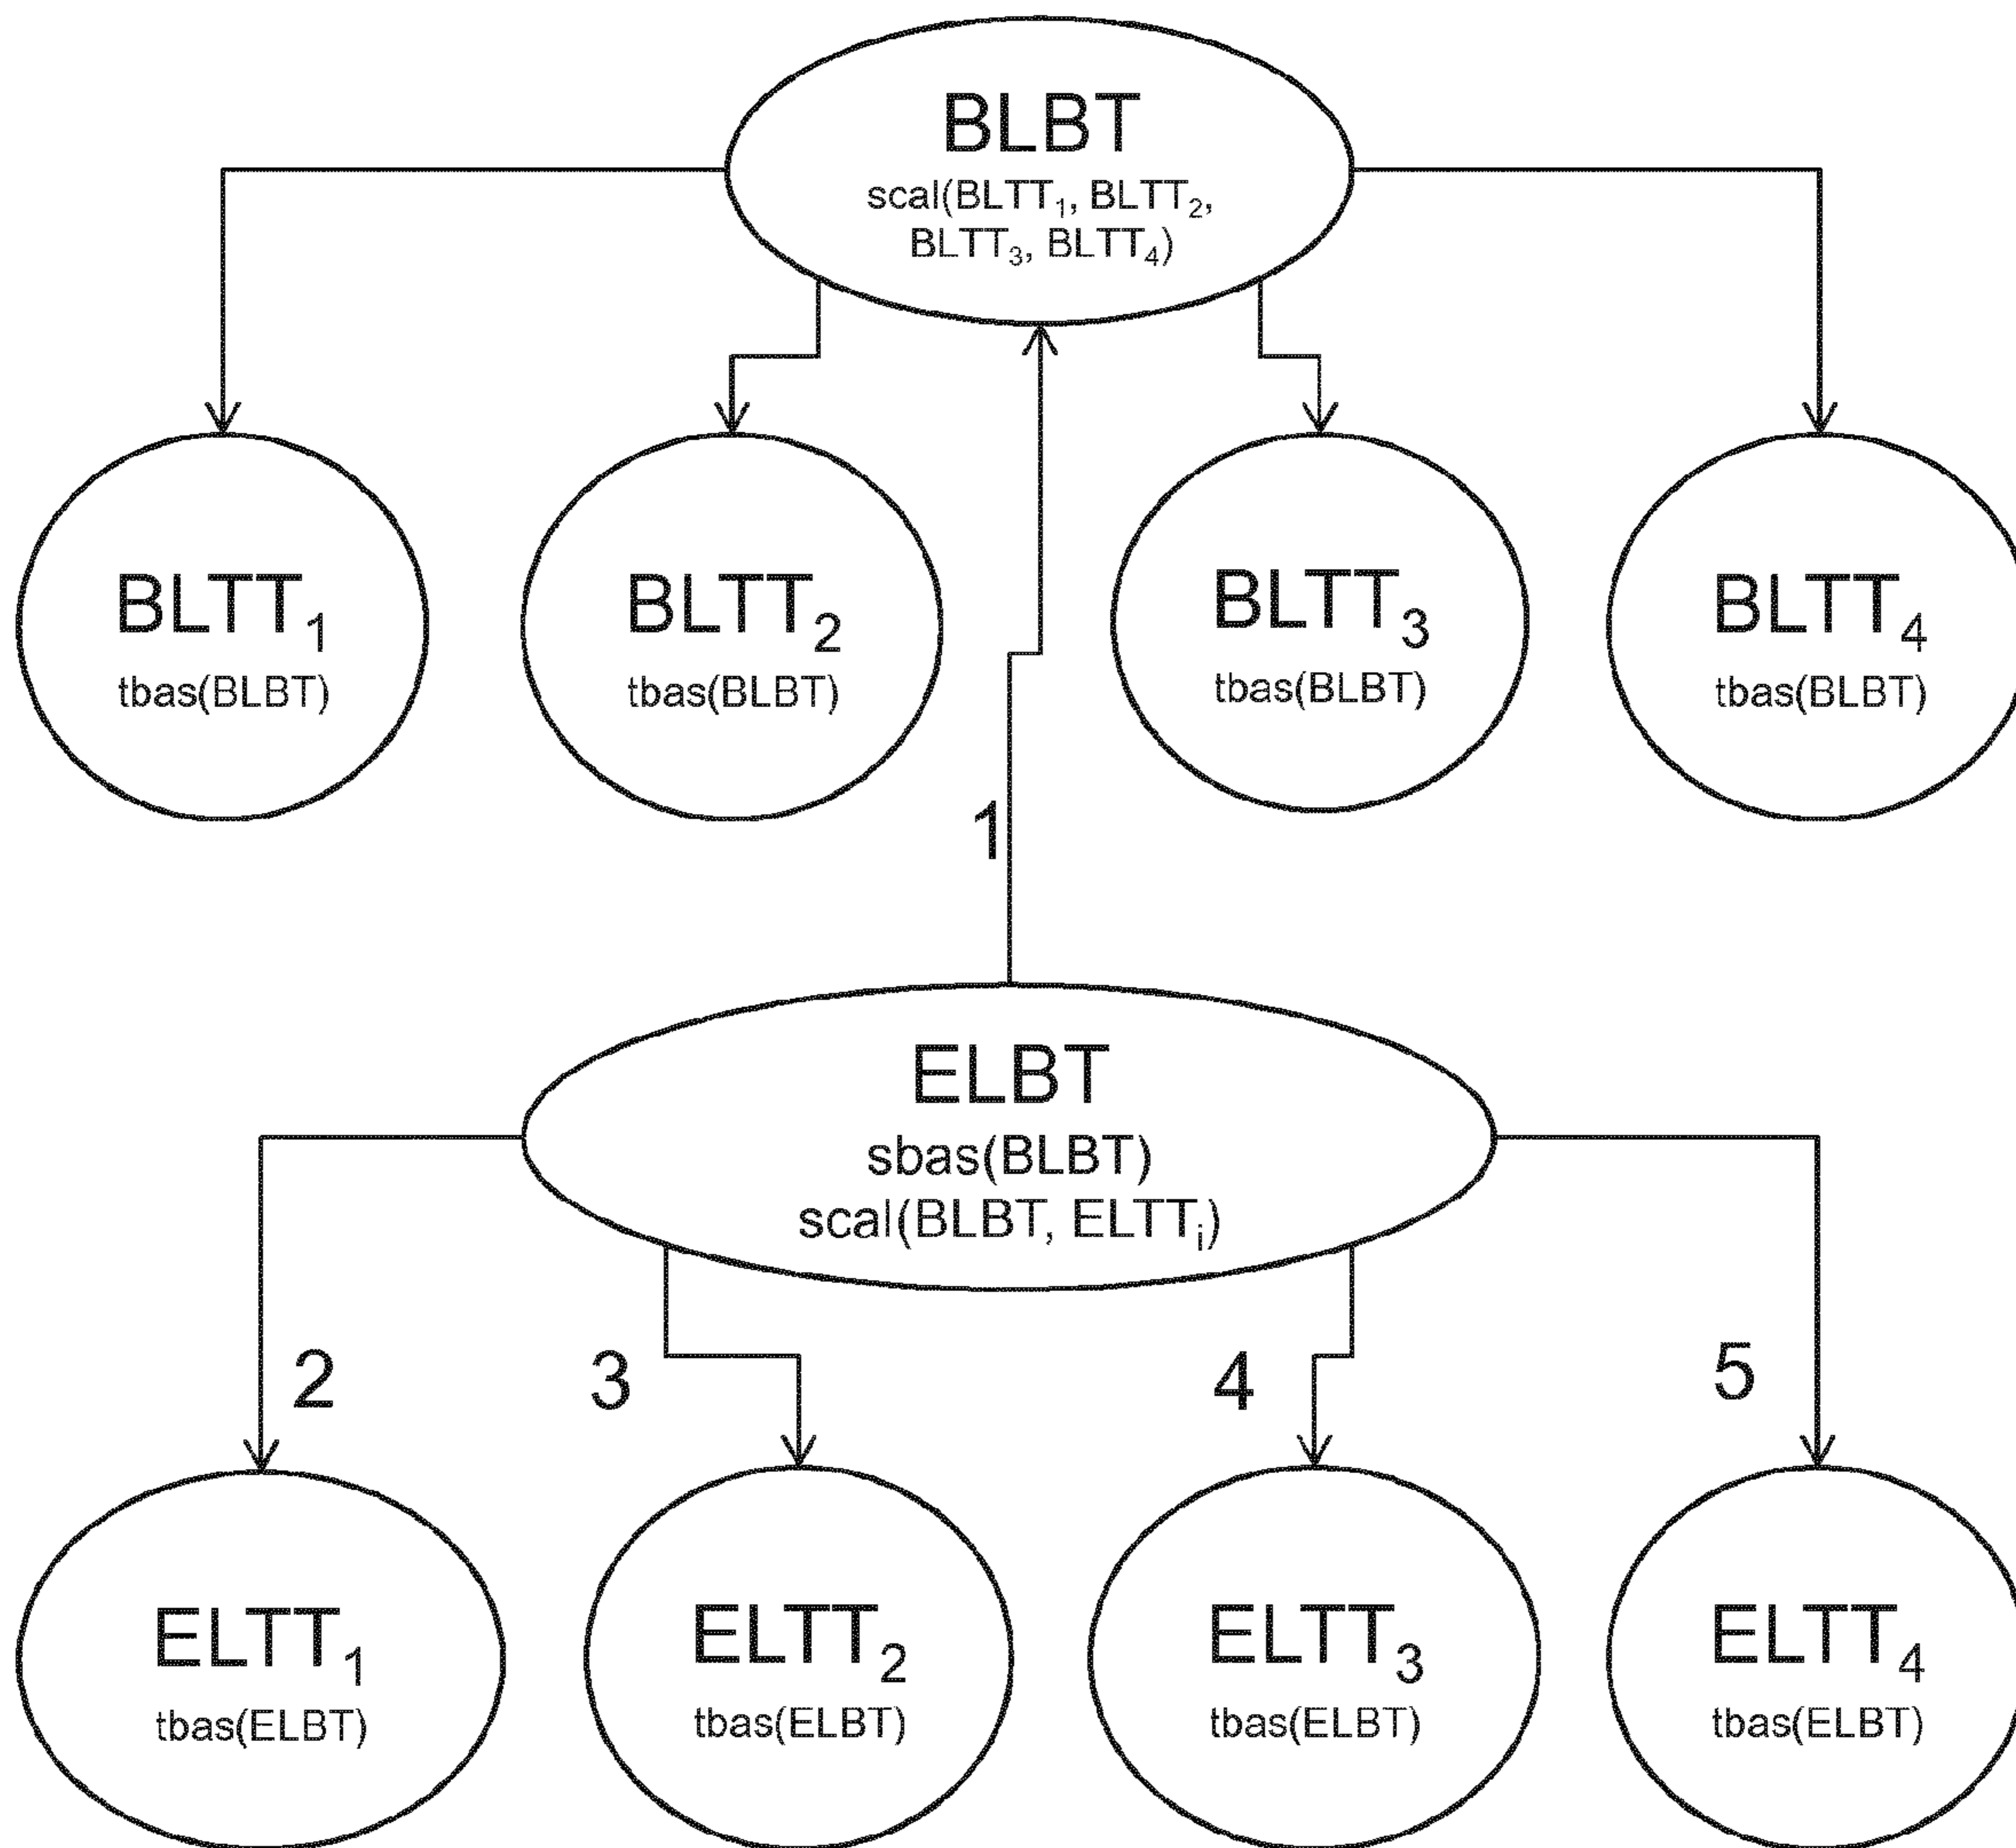 BLBT
scal(BLTT₁, BLTT₂,
BLTT₃, BLTT₄)
BLTT₁
tbas(BLBT)
BLTT₂
tbas(BLBT)
BLTT₃
tbas(BLBT)
BLTT₄
tbas(BLBT)
1
ELBT
sbas(BLBT)
scal(BLBT, ELTTᵢ)
2
3
4
5
ELTT₁
tbas(ELBT)
ELTT₂
tbas(ELBT)
ELTT₃
tbas(ELBT)
ELTT₄
tbas(ELBT)